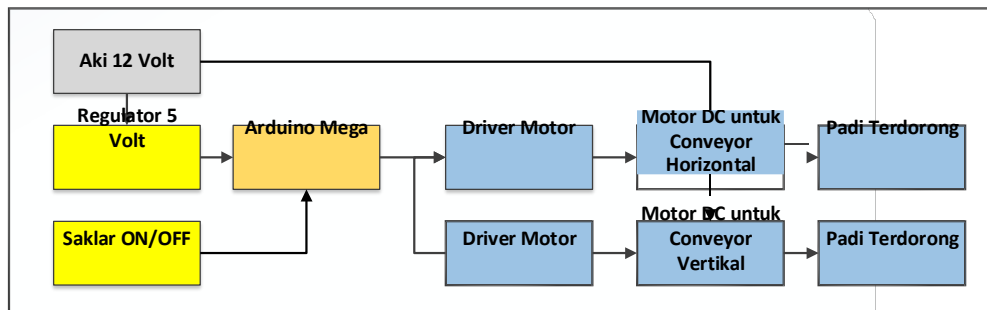 Aki 12 Volt
Regulator 5
Volt
Arduino Mega
Driver Motor
Motor DC untuk
Conveyor
Horizontal
Padi Terdorong
Saklar ON/OFF
Driver Motor
Motor DC untuk
Conveyor
Vertikal
Padi Terdorong